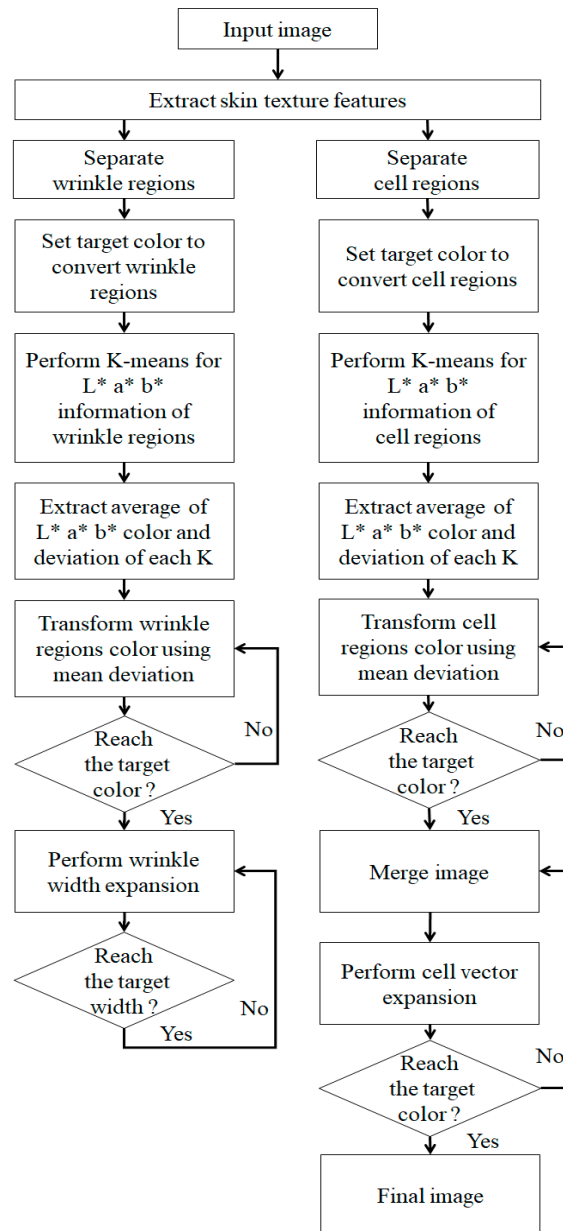 Input image
Extract skin texture features
Separate
wrinkle regions
Set target color to
convert wrinkle
regions
Perform K-means for
L* a* b*
information of
wrinkle regions
Extract average of
L* a* b* color and
deviation of each K
Transform wrinkle
regions color using
mean deviation
Reach
the target
color ?
No
Yes
Perform wrinkle
width expansion
Reach
the target
width ?
No
Yes
Separate
cell regions
Set target color to
convert cell regions
Perform K-means for
L* a* b*
information of
cell regions
Extract average of
L* a* b* color and
deviation of each K
Transform cell
regions color using
mean deviation
Reach
the target
color ?
No
Yes
Merge image
Perform cell vector
expansion
Reach
the target
color ?
No
Yes
Final image